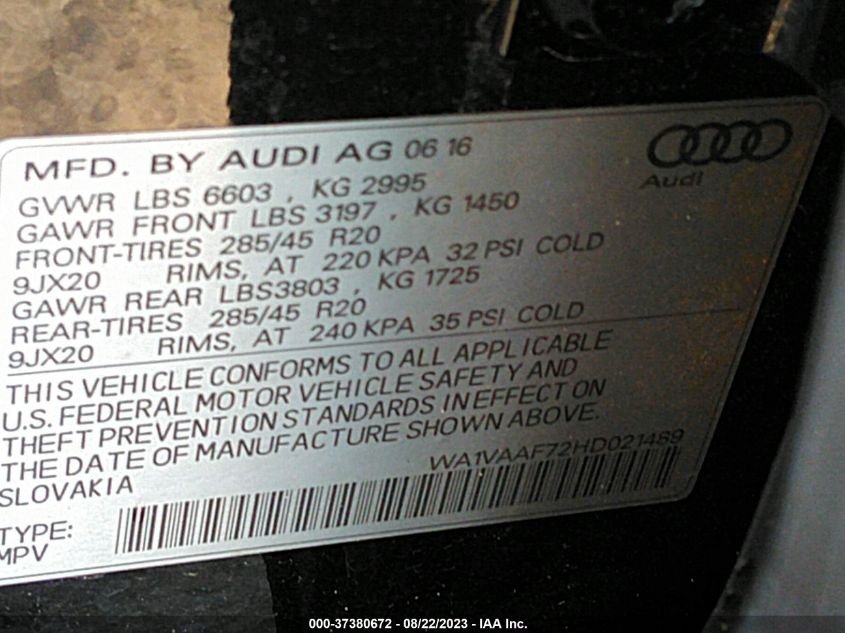 MFD. BY AUDI AG 06 16
Audi
GVWR LBS 6603 , KG 2995
GAWR FRONT LBS 3197 , KG 1450
FRONT-TIRES 285/45 R20
9JX20 RIMS, AT 220 KPA 32 PSI COLD
GAWR REAR LBS3803 , KG 1725
REAR-TIRES 285/45 R20
9JX20 RIMS, AT 240 KPA 35 PSI COLD
THIS VEHICLE CONFORMS TO ALL APPLICABLE
U.S. FEDERAL MOTOR VEHICLE SAFETY AND
THEFT PREVENTION STANDARDS IN EFFECT ON
THE DATE OF MANUFACTURE SHOWN ABOVE.
SLOVAKIA WA1VAAF72HD021489
TYPE:
MPV
000-37380672 - 08/22/2023 - IAA Inc.